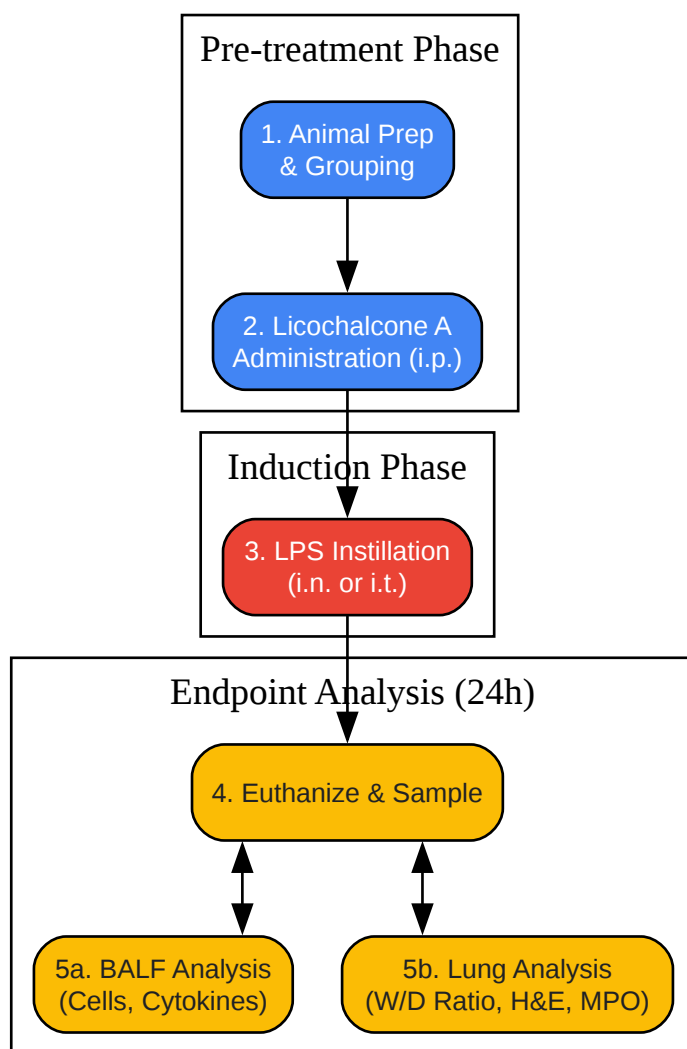 Pre-treatment Phase
1. Animal Prep
& Grouping
2. Licochalcone A
Administration (i.p.)
Induction Phase
3. LPS Instillation
(i.n. or i.t.)
Endpoint Analysis (24h)
4. Euthanize & Sample
5a. BALF Analysis
(Cells, Cytokines)
5b. Lung Analysis
(W/D Ratio, H&E, MPO)